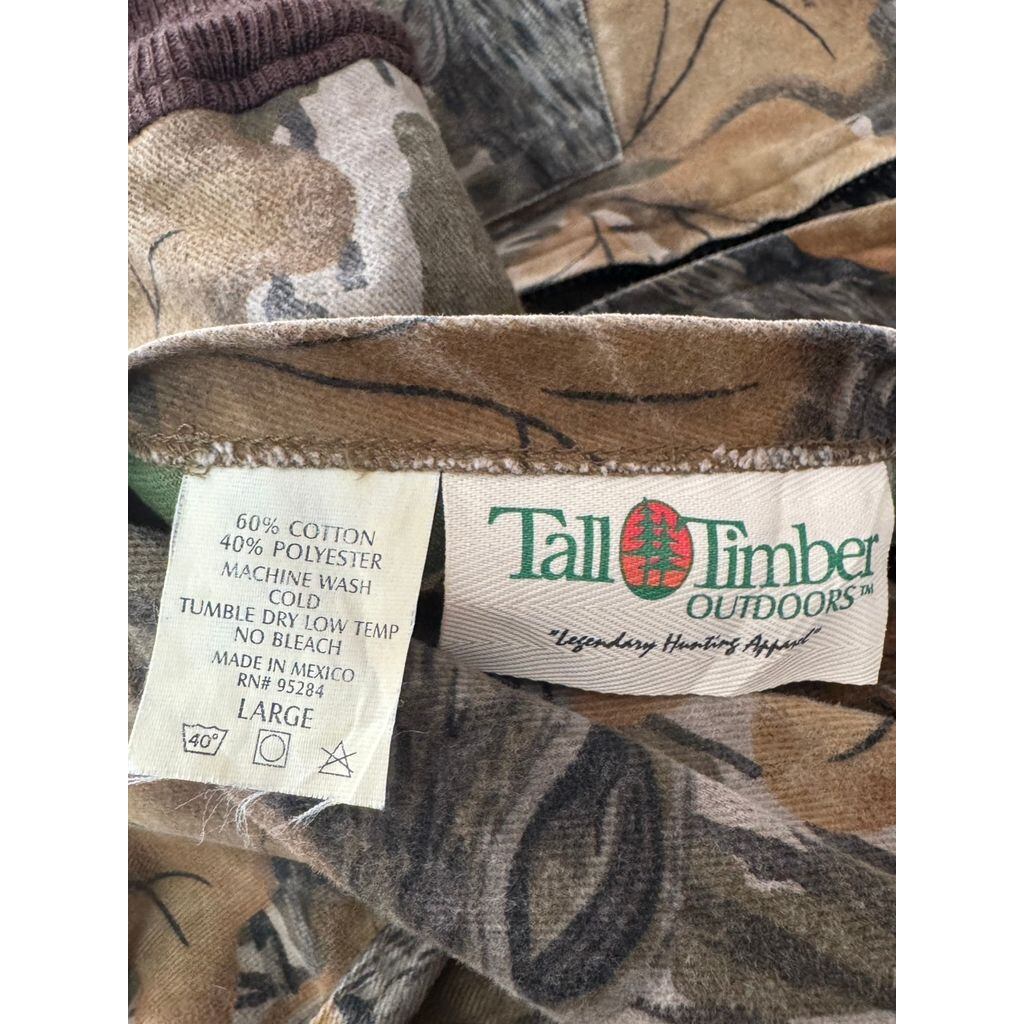 60% COTTON
40% POLYESTER
MACHINE WASH
COLD
TUMBLE DRY LOW TEMP
NO BLEACH
MADE IN MEXICO
RN# 95284
LARGE
40°
Tall Timber
OUTDOORS™
"Legendary Hunting Apparel"